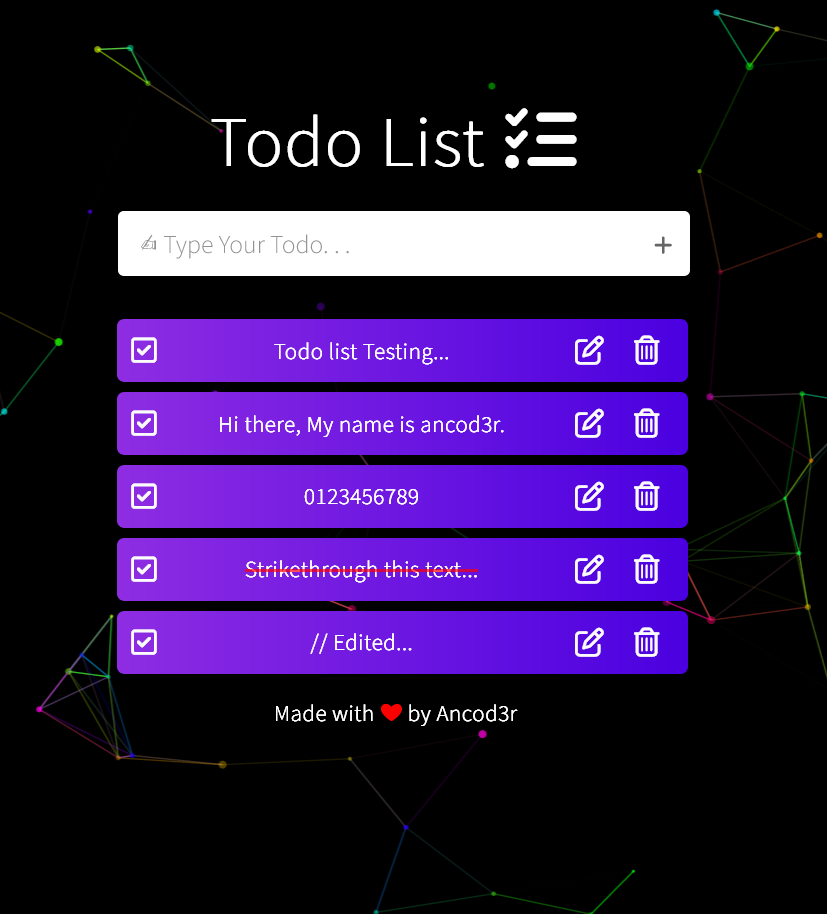 Todo List
✍ Type Your Todo. . .
Todo list Testing...
Hi there, My name is ancod3r.
0123456789
Strikethrough this text...
// Edited...
Made with ❤ by Ancod3r